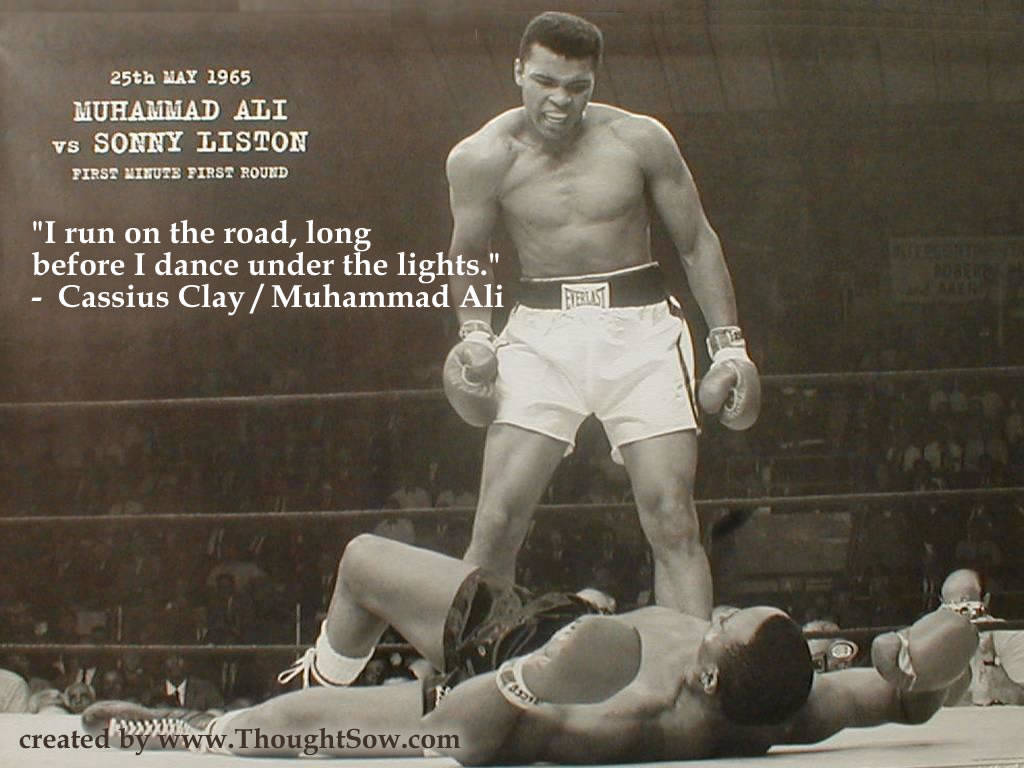 25th MAY 1965
MUHAMMAD ALI
vs SONNY LISTON
FIRST MINUTE FIRST ROUND
"I run on the road, long
before I dance under the lights."
- Cassius Clay / Muhammad Ali
EVERLAST
created by www.ThoughtSow.com